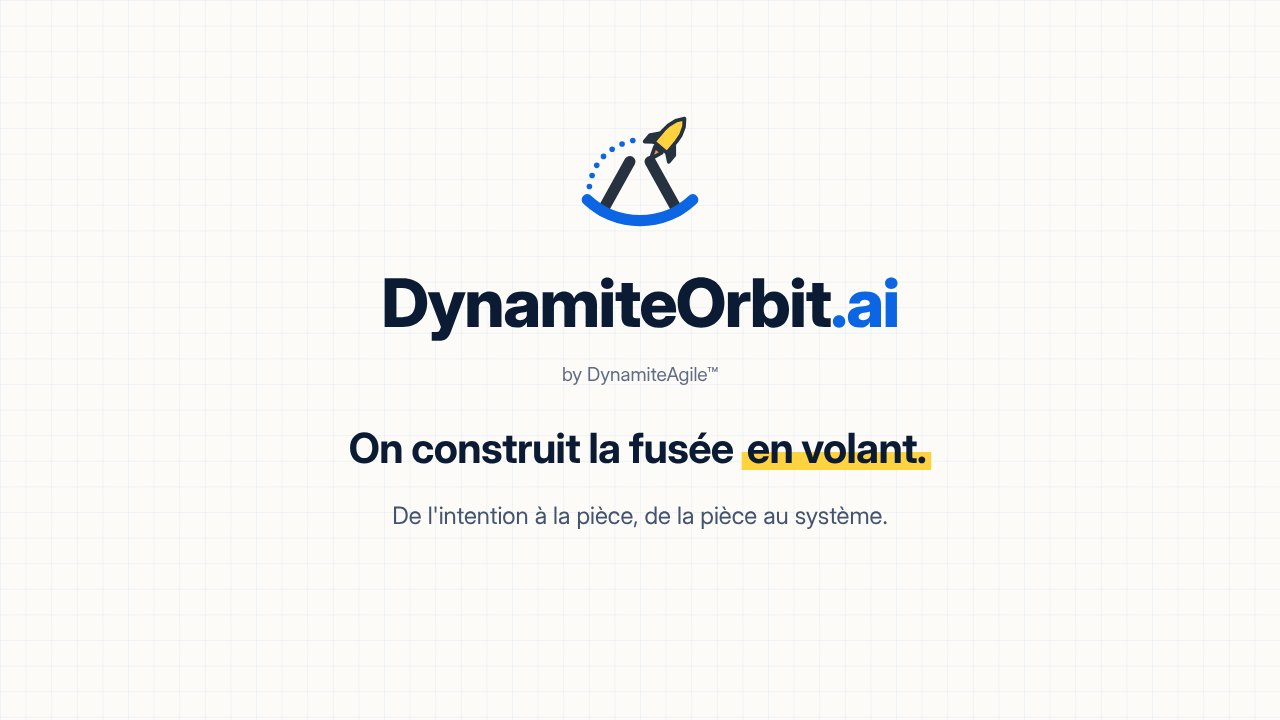 DynamiteOrbit.ai
by DynamiteAgile™
On construit la fusée en volant.
De l'intention à la pièce, de la pièce au système.